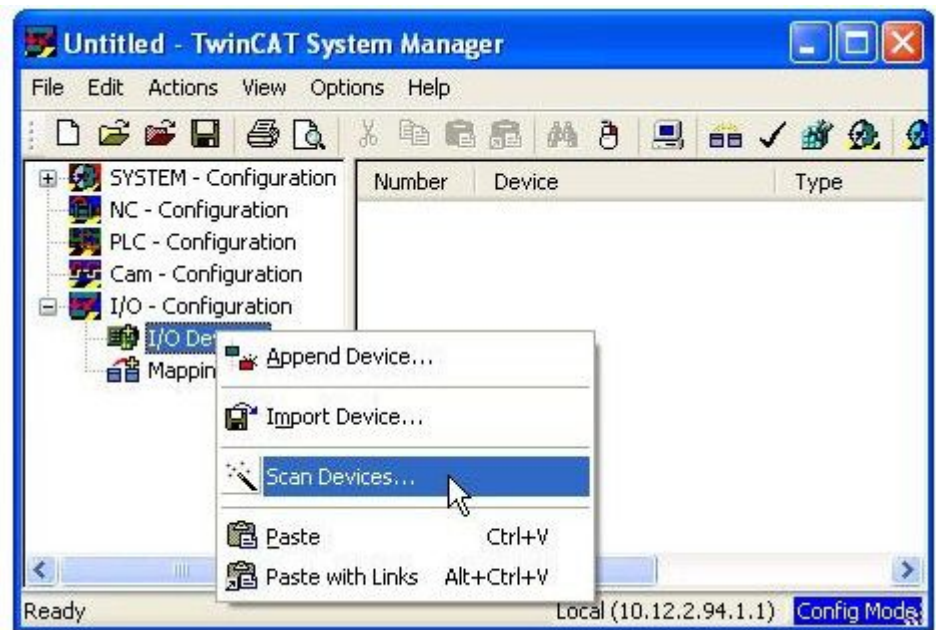 Untitled - TwinCAT System Manager
File Edit Actions View Options Help
SYSTEM - Configuration
NC - Configuration
PLC - Configuration
Cam - Configuration
I/O - Configuration
I/O De
Mappin
Number Device Type
Append Device...
Import Device...
Scan Devices...
Paste Ctrl+V
Paste with Links Alt+Ctrl+V
Ready Local (10.12.2.94.1.1) Config Mode